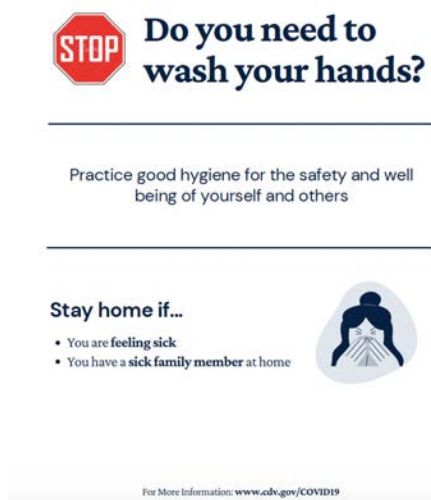 STOP
Do you need to
wash your hands?
Practice good hygiene for the safety and well
being of yourself and others
Stay home if...
• You are feeling sick
• You have a sick family member at home
For More Information: www.cdv.gov/COVID19